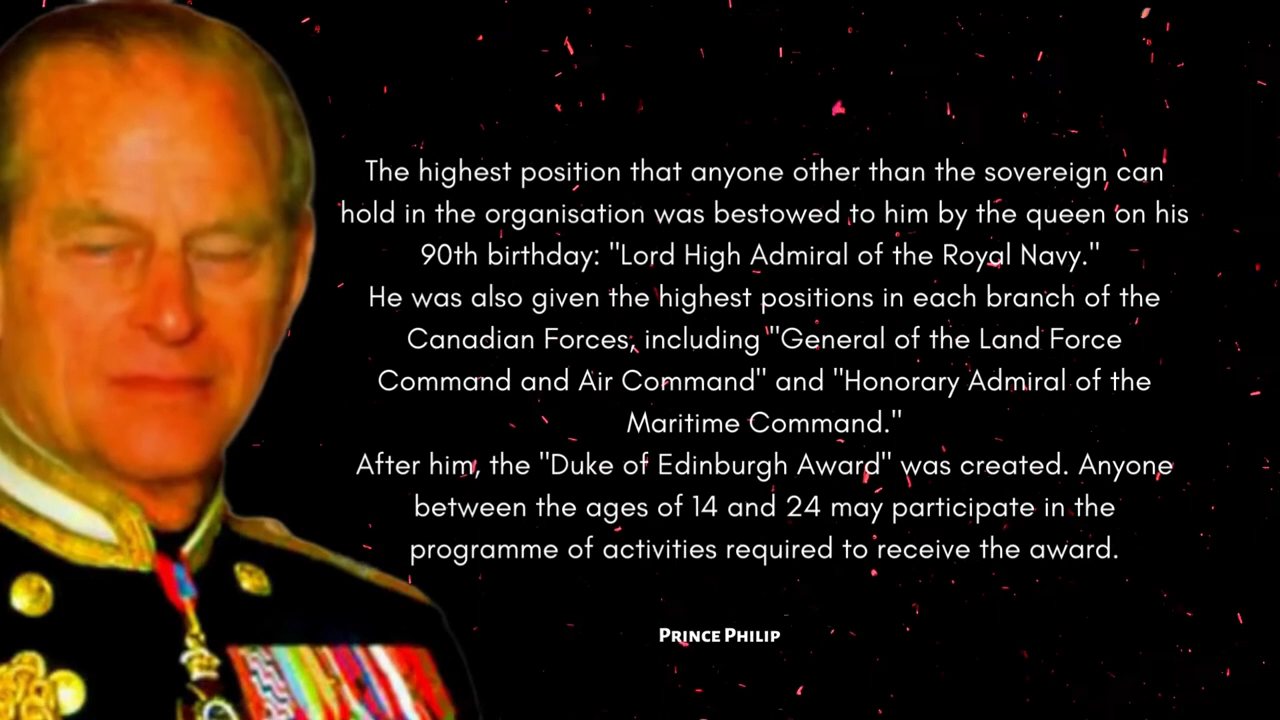 The highest position that anyone other than the sovereign can
hold in the organisation was bestowed to him by the queen on his
90th birthday: "Lord High Admiral of the Royal Navy."
He was also given the highest positions in each branch of the
Canadian Forces, including "General of the Land Force
Command and Air Command" and "Honorary Admiral of the
Maritime Command."
After him, the "Duke of Edinburgh Award" was created. Anyone
between the ages of 14 and 24 may participate in the
programme of activities required to receive the award.
Prince Philip